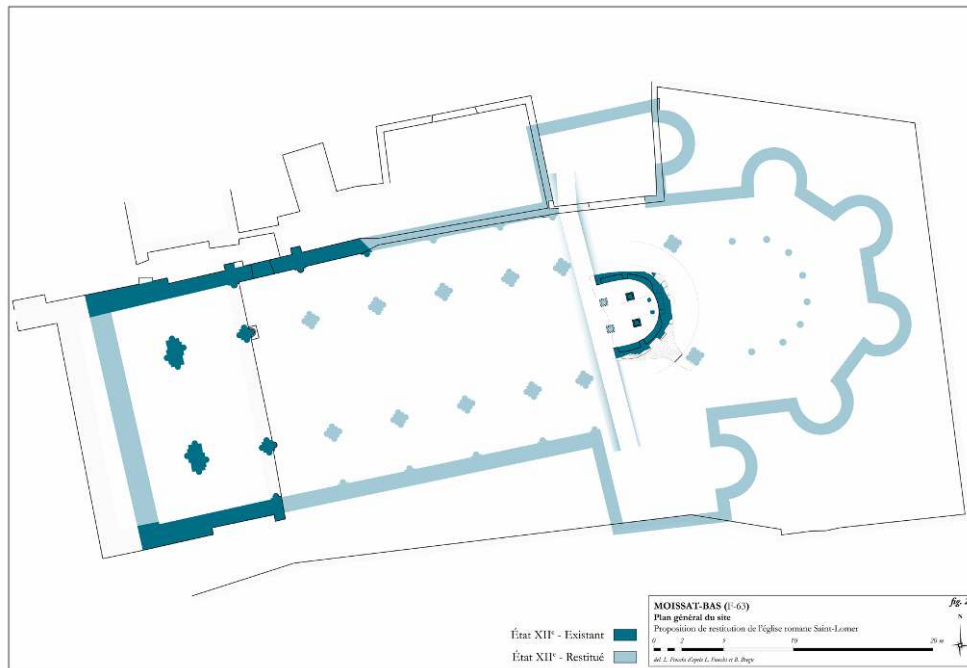 État XIIᵉ - Existant
État XIIᵉ - Restitué
MOISSAT-BAS (F-63)
fig. 2
Plan général du site
Proposition de restitution de l'église romane Saint-Lomer
N
0 2 5 10 20 m